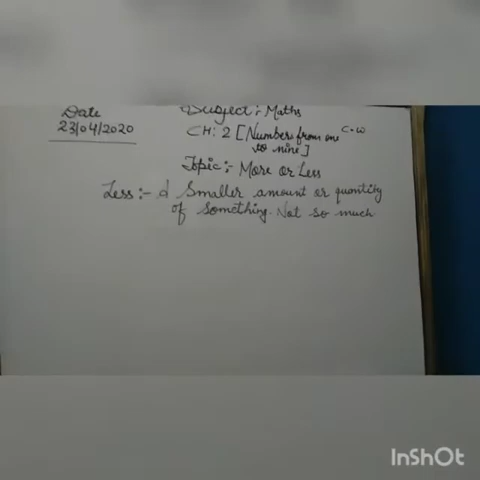 Date
23/04/2020
Subject:- Maths
CH: 2 [Numbers from one to nine] C.W
Topic:- More or Less
Less:- A Smaller amount or quantity
of Something. Not so much
InShOt